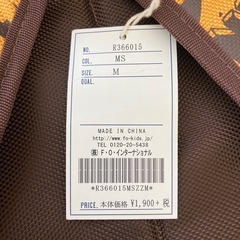 NO. R366015
COL. MS
SIZE. M
QUAL.
MADE IN CHINA
http://www.fo-kids.co.jp
TEL 0120-20-5438
㈱ F・O・インターナショナル
*R366015MSZZM*
PRICE. 本体価格 ¥1,900+税